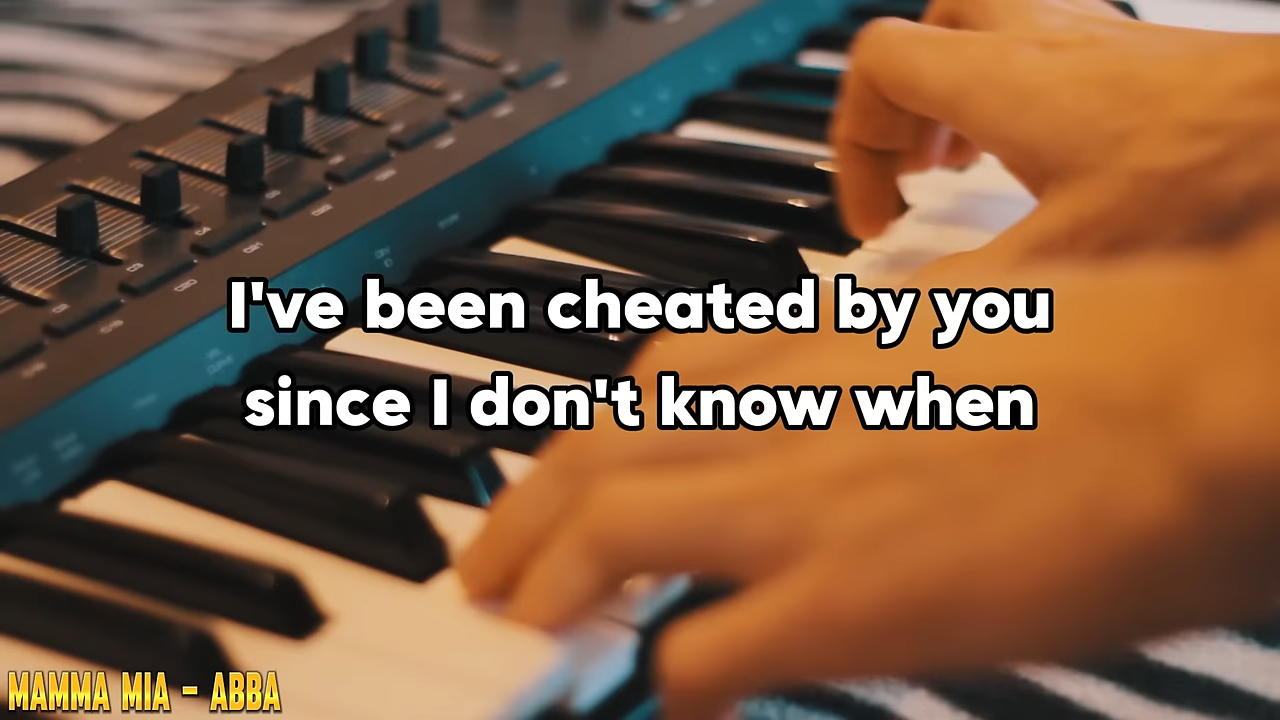 I've been cheated by you
since I don't know when
MAMMA MIA - ABBA